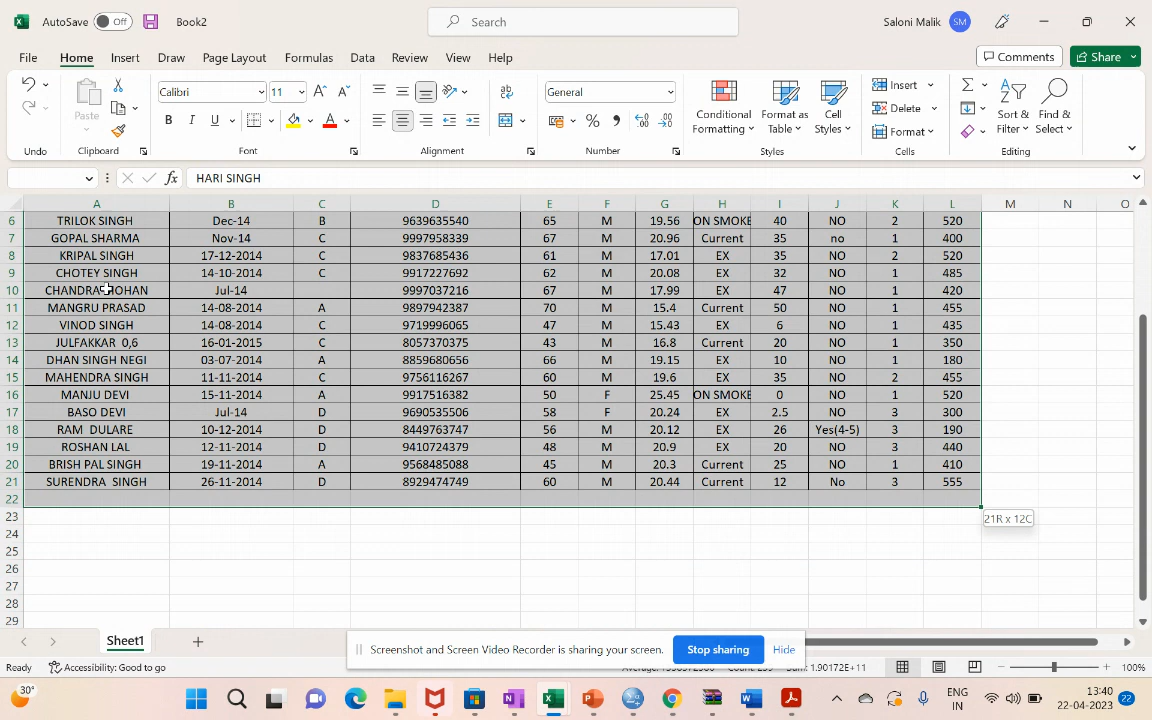 AutoSave Off Book2 Search Saloni Malik SM
File Home Insert Draw Page Layout Formulas Data Review View Help Comments Share
Paste Calibri 11 B I U A General Conditional Formatting Format as Table Cell Styles Insert Delete Format Sort & Filter Find & Select
Undo Clipboard Font Alignment Number Styles Cells Editing
fx HARI SINGH
A B C D E F G H I J K L M N O
6 TRILOK SINGH Dec-14 B 9639635540 65 M 19.56 ON SMOKE 40 NO 2 520
7 GOPAL SHARMA Nov-14 C 9997958339 67 M 20.96 Current 35 no 1 400
8 KRIPAL SINGH 17-12-2014 C 9837685436 61 M 17.01 EX 35 NO 2 520
9 CHOTEY SINGH 14-10-2014 C 9917227692 62 M 20.08 EX 32 NO 1 485
10 CHANDRA MOHAN Jul-14 9997037216 67 M 17.99 EX 47 NO 1 420
11 MANGRU PRASAD 14-08-2014 A 9897942387 70 M 15.4 Current 50 NO 1 455
12 VINOD SINGH 14-08-2014 C 9719996065 47 M 15.43 EX 6 NO 1 435
13 JULFAKKAR 0,6 16-01-2015 C 8057370375 43 M 16.8 Current 20 NO 1 350
14 DHAN SINGH NEGI 03-07-2014 A 8859680656 66 M 19.15 EX 10 NO 1 180
15 MAHENDRA SINGH 11-11-2014 C 9756116267 60 M 19.6 EX 35 NO 2 455
16 MANJU DEVI 15-11-2014 A 9917516382 50 F 25.45 ON SMOKE 0 NO 1 520
17 BASO DEVI Jul-14 D 9690535506 58 F 20.24 EX 2.5 NO 3 300
18 RAM DULARE 10-12-2014 D 8449763747 56 M 20.12 EX 26 Yes(4-5) 3 190
19 ROSHAN LAL 12-11-2014 D 9410724379 48 M 20.9 EX 20 NO 3 440
20 BRISH PAL SINGH 19-11-2014 A 9568485088 45 M 20.3 Current 25 NO 1 410
21 SURENDRA SINGH 26-11-2014 D 8929474749 60 M 20.44 Current 12 No 3 555
22
23 21R x 12C
24
25
26
27
28
29
Sheet1
Screenshot and Screen Video Recorder is sharing your screen. Stop sharing Hide
Ready Accessibility: Good to go Sum: 1.90172E+11 100%
30° ENG IN 13:40 22-04-2023 22